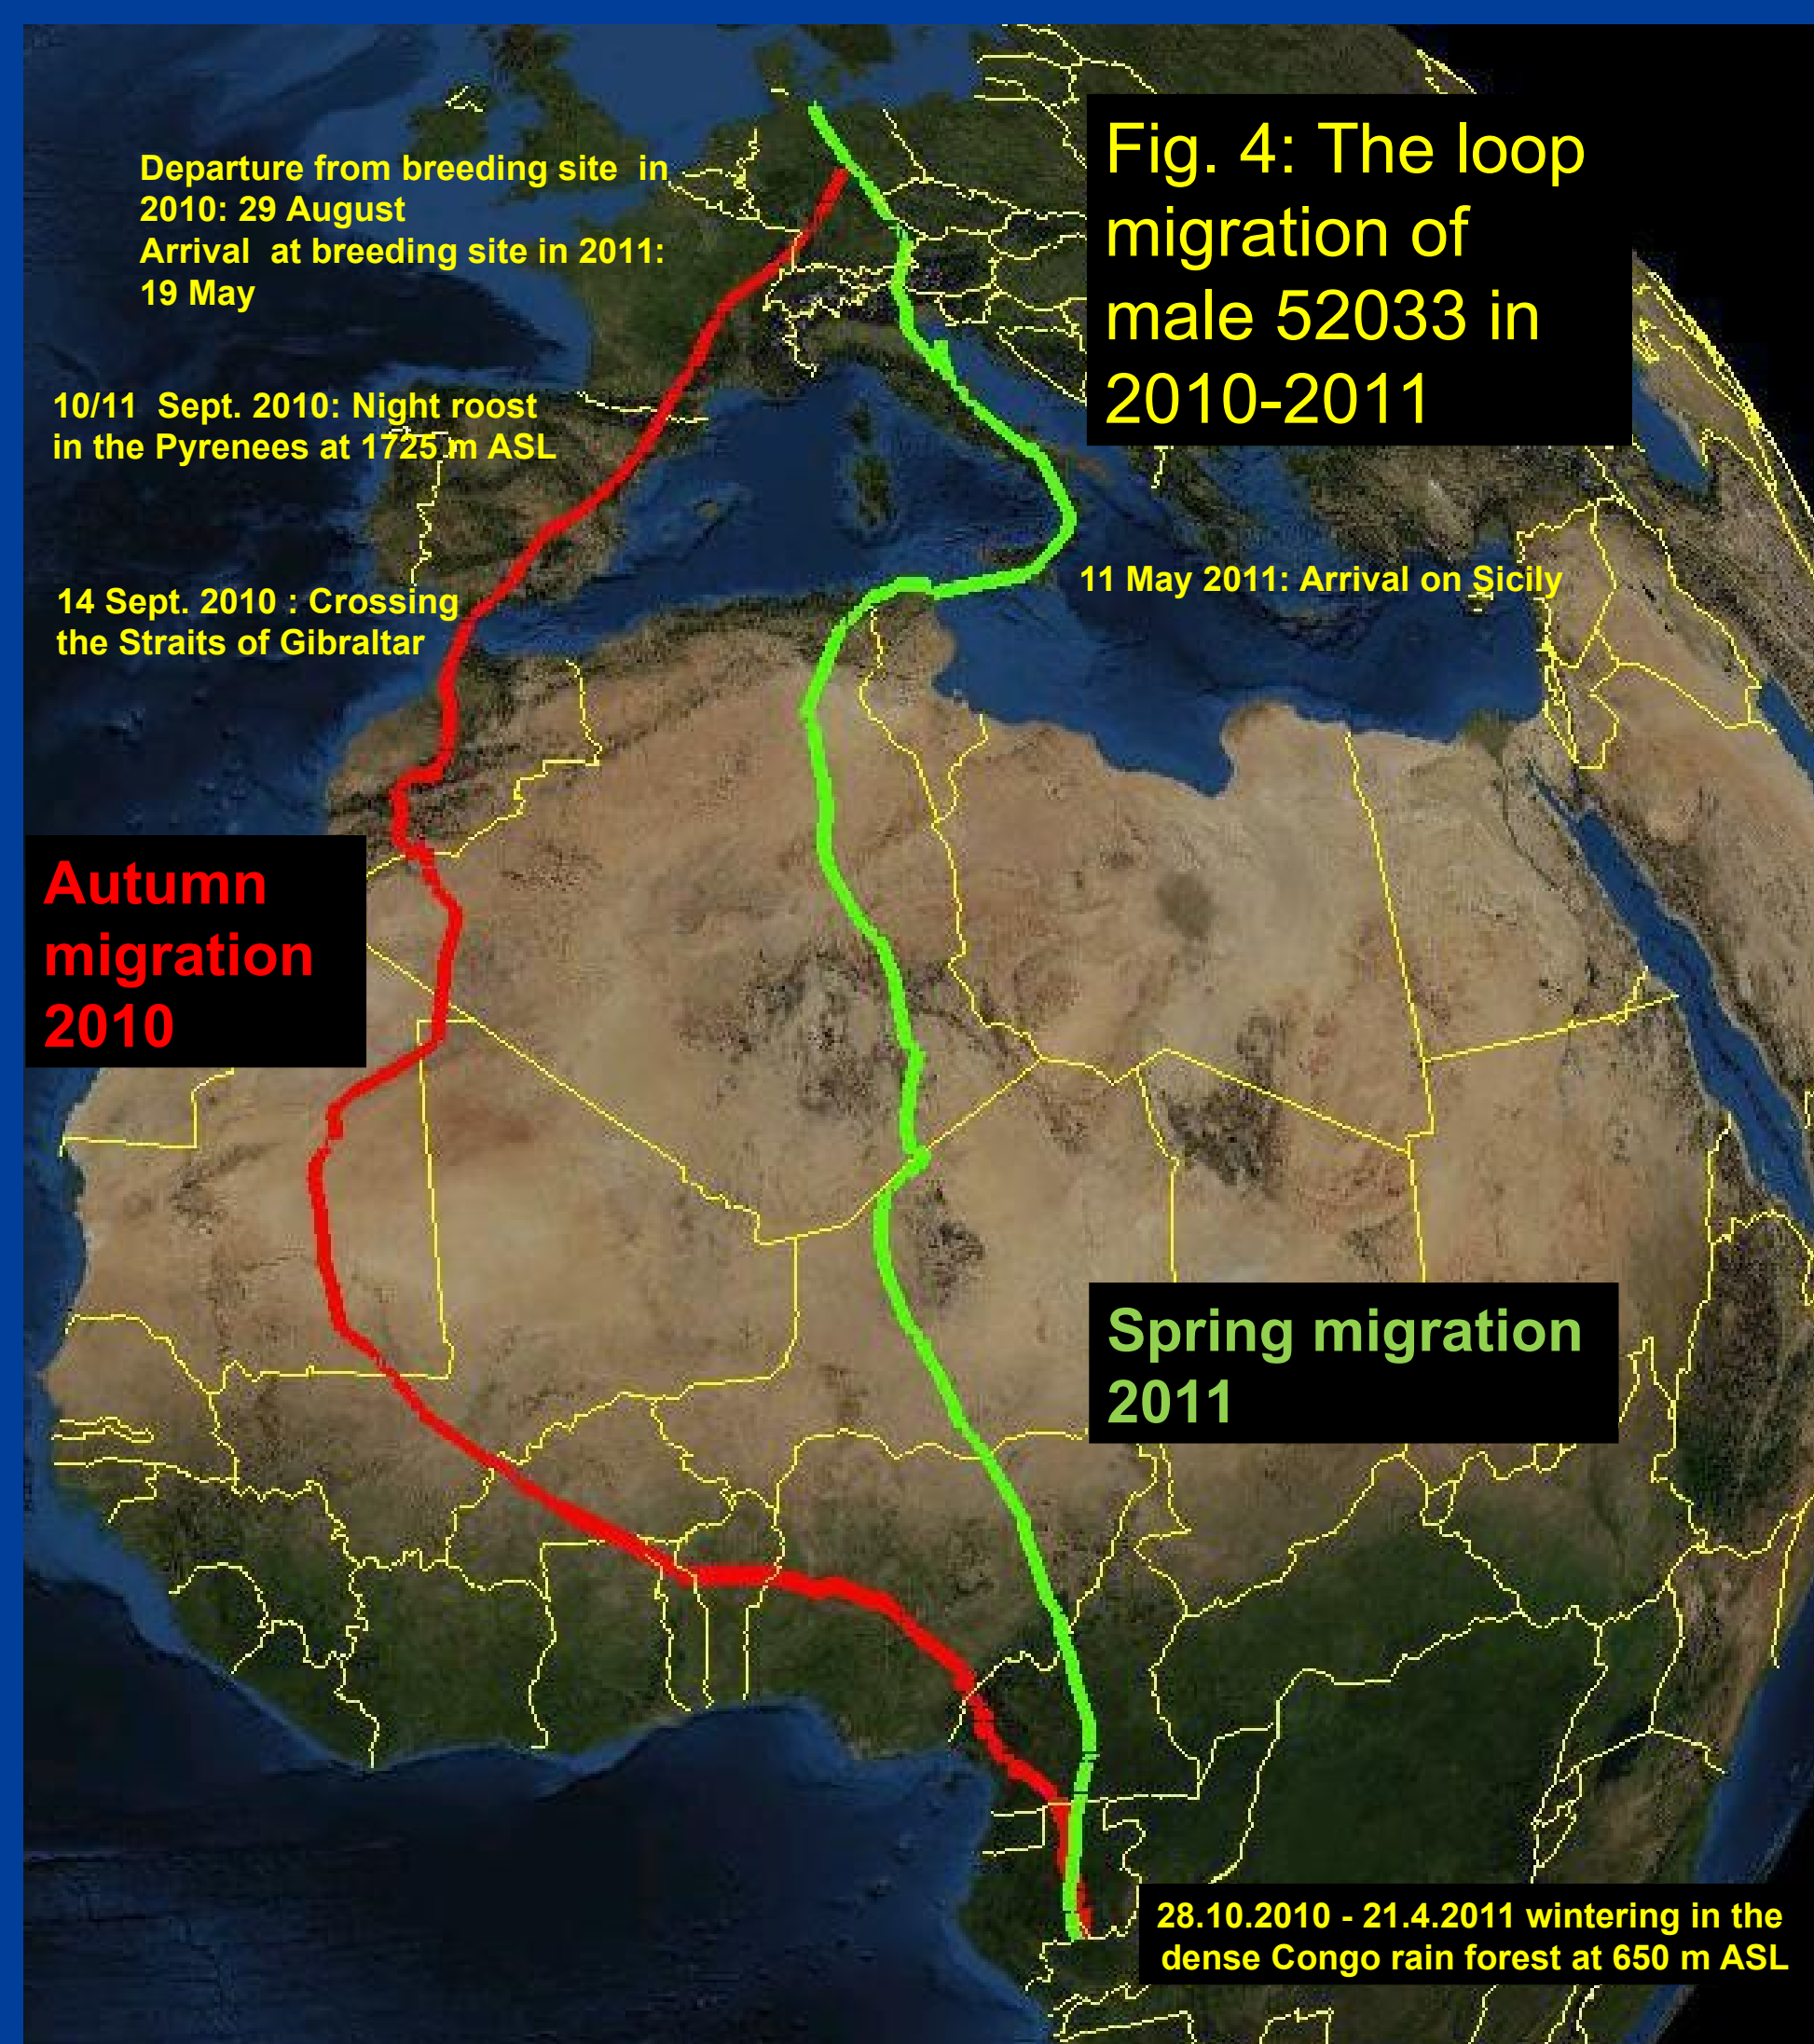 Departure from breeding site  in
2010: 29 August
Arrival  at breeding site in 2011:
19 May
Fig. 4: The loop
migration of
male 52033 in
2010-2011
10/11  Sept. 2010: Night roost
in the Pyrenees at 1725 m ASL
14 Sept. 2010 : Crossing
the Straits of Gibraltar
11 May 2011: Arrival on Sicily
Autumn
migration
2010
Spring migration
2011
28.10.2010 - 21.4.2011 wintering in the
dense Congo rain forest at 650 m ASL